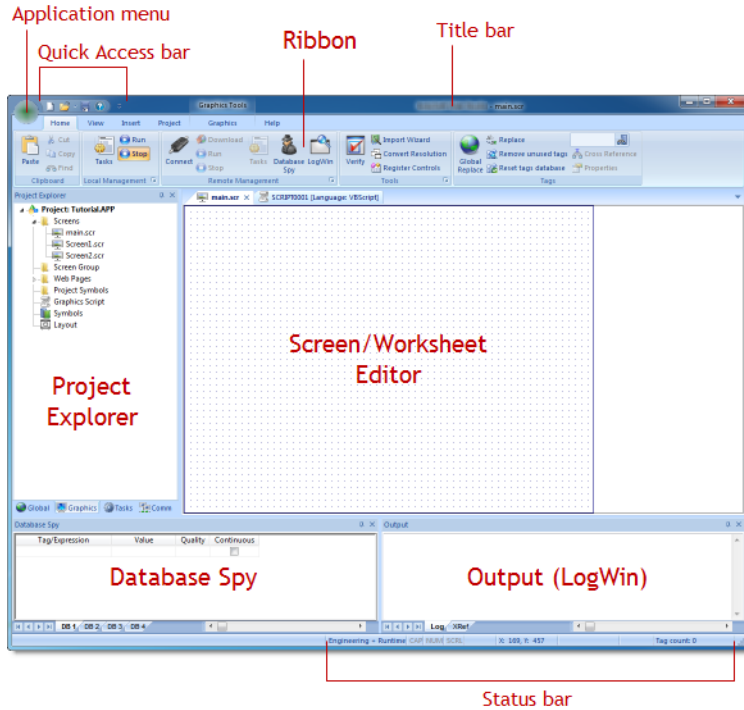 Application menu
Quick Access bar
Ribbon
Title bar
Graphics Tools
main.scr
Home View Insert Project Graphics Help
Paste
Cut
Copy
Find
Clipboard
Tasks
Run
Stop
Local Management
Connect
Download
Run
Stop
Tasks
Database Spy
LogWin
Remote Management
Verify
Import Wizard
Convert Resolution
Register Controls
Tools
Global Replace
Replace
Remove unused tags
Reset tags database
Cross Reference
Properties
Tags
Project Explorer
main.scr
SCRIPT0001 [Language: VBScript]
Project: Tutorial.APP
Screens
main.scr
Screen1.scr
Screen2.scr
Screen Group
Web Pages
Project Symbols
Graphics Script
Symbols
Layout
Project
Explorer
Screen/Worksheet
Editor
Global Graphics Tasks Comm
Database Spy
Tag/Expression Value Quality Continuous
Database Spy
DB 1 DB 2 DB 3 DB 4
Output
Output (LogWin)
Log XRef
Engineering + Runtime CAP NUM SCRL X: 169, Y: 457 Tag count: 0
Status bar